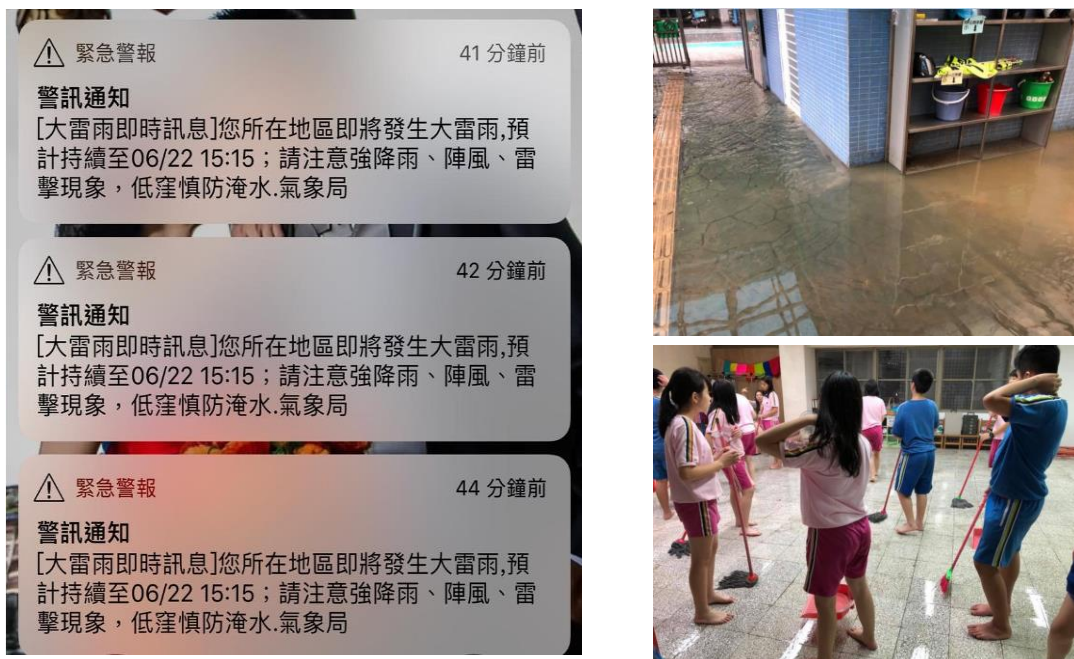 緊急警報
41 分鐘前
警訊通知
[大雷雨即時訊息]您所在地區即將發生大雷雨,預
計持續至06/22 15:15；請注意強降雨、陣風、雷
擊現象，低窪慎防淹水.氣象局
緊急警報
42 分鐘前
警訊通知
[大雷雨即時訊息]您所在地區即將發生大雷雨,預
計持續至06/22 15:15；請注意強降雨、陣風、雷
擊現象，低窪慎防淹水.氣象局
緊急警報
44 分鐘前
警訊通知
[大雷雨即時訊息]您所在地區即將發生大雷雨,預
計持續至06/22 15:15；請注意強降雨、陣風、雷
擊現象，低窪慎防淹水.氣象局